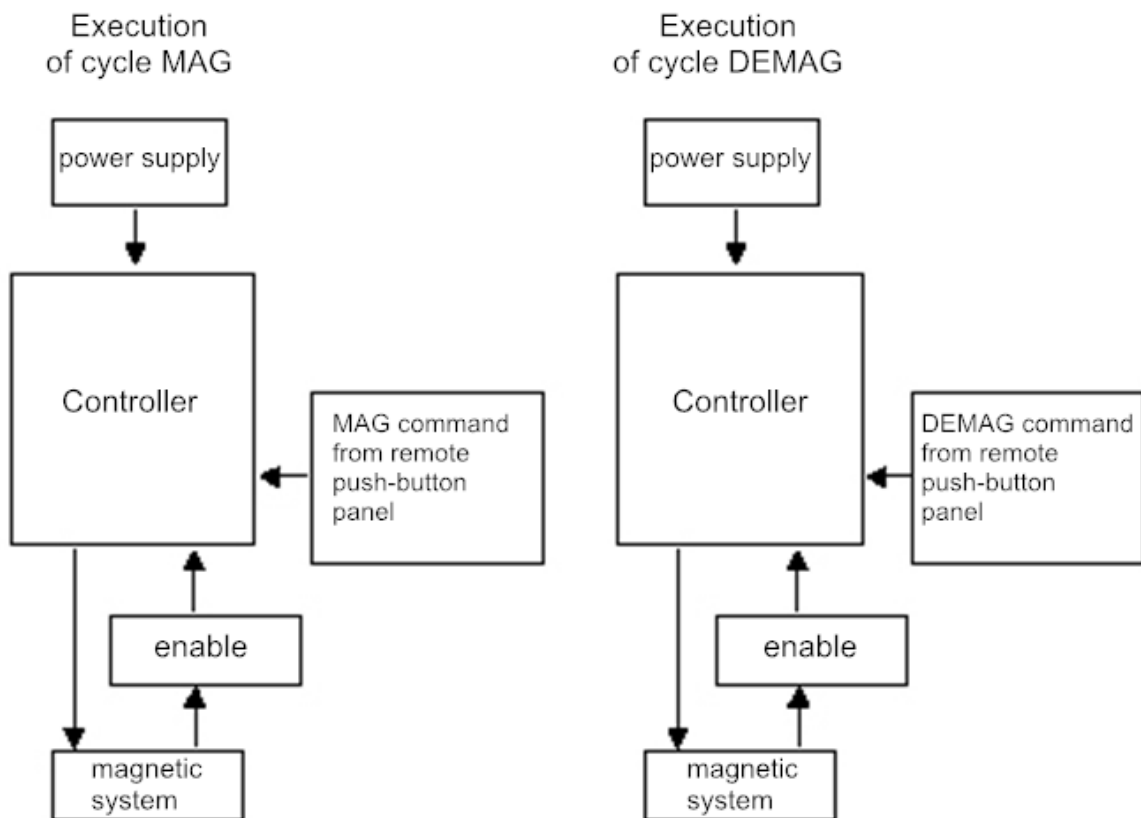 Execution
of cycle MAG
power supply
Controller
MAG command
from remote
push-button
panel
enable
magnetic
system
Execution
of cycle DEMAG
power supply
Controller
DEMAG command
from remote
push-button
panel
enable
magnetic
system